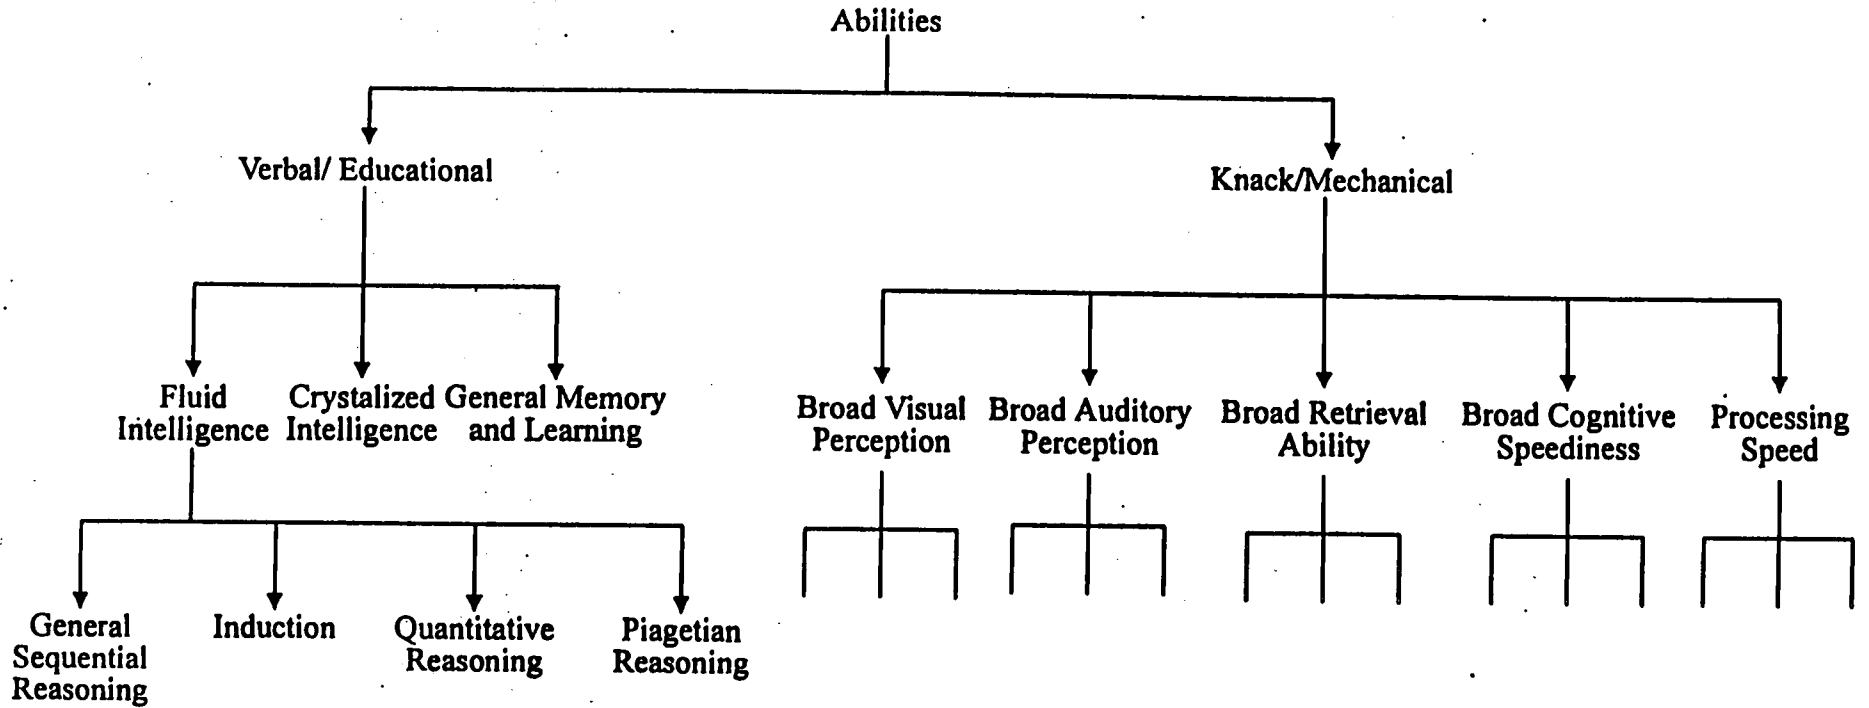 Abilities
Verbal/ Educational
Knack/Mechanical
Fluid
Intelligence
Crystalized
Intelligence
General Memory
and Learning
Broad Visual
Perception
Broad Auditory
Perception
Broad Retrieval
Ability
Broad Cognitive
Speediness
Processing
Speed
General
Sequential
Reasoning
Induction
Quantitative
Reasoning
Piagetian
Reasoning